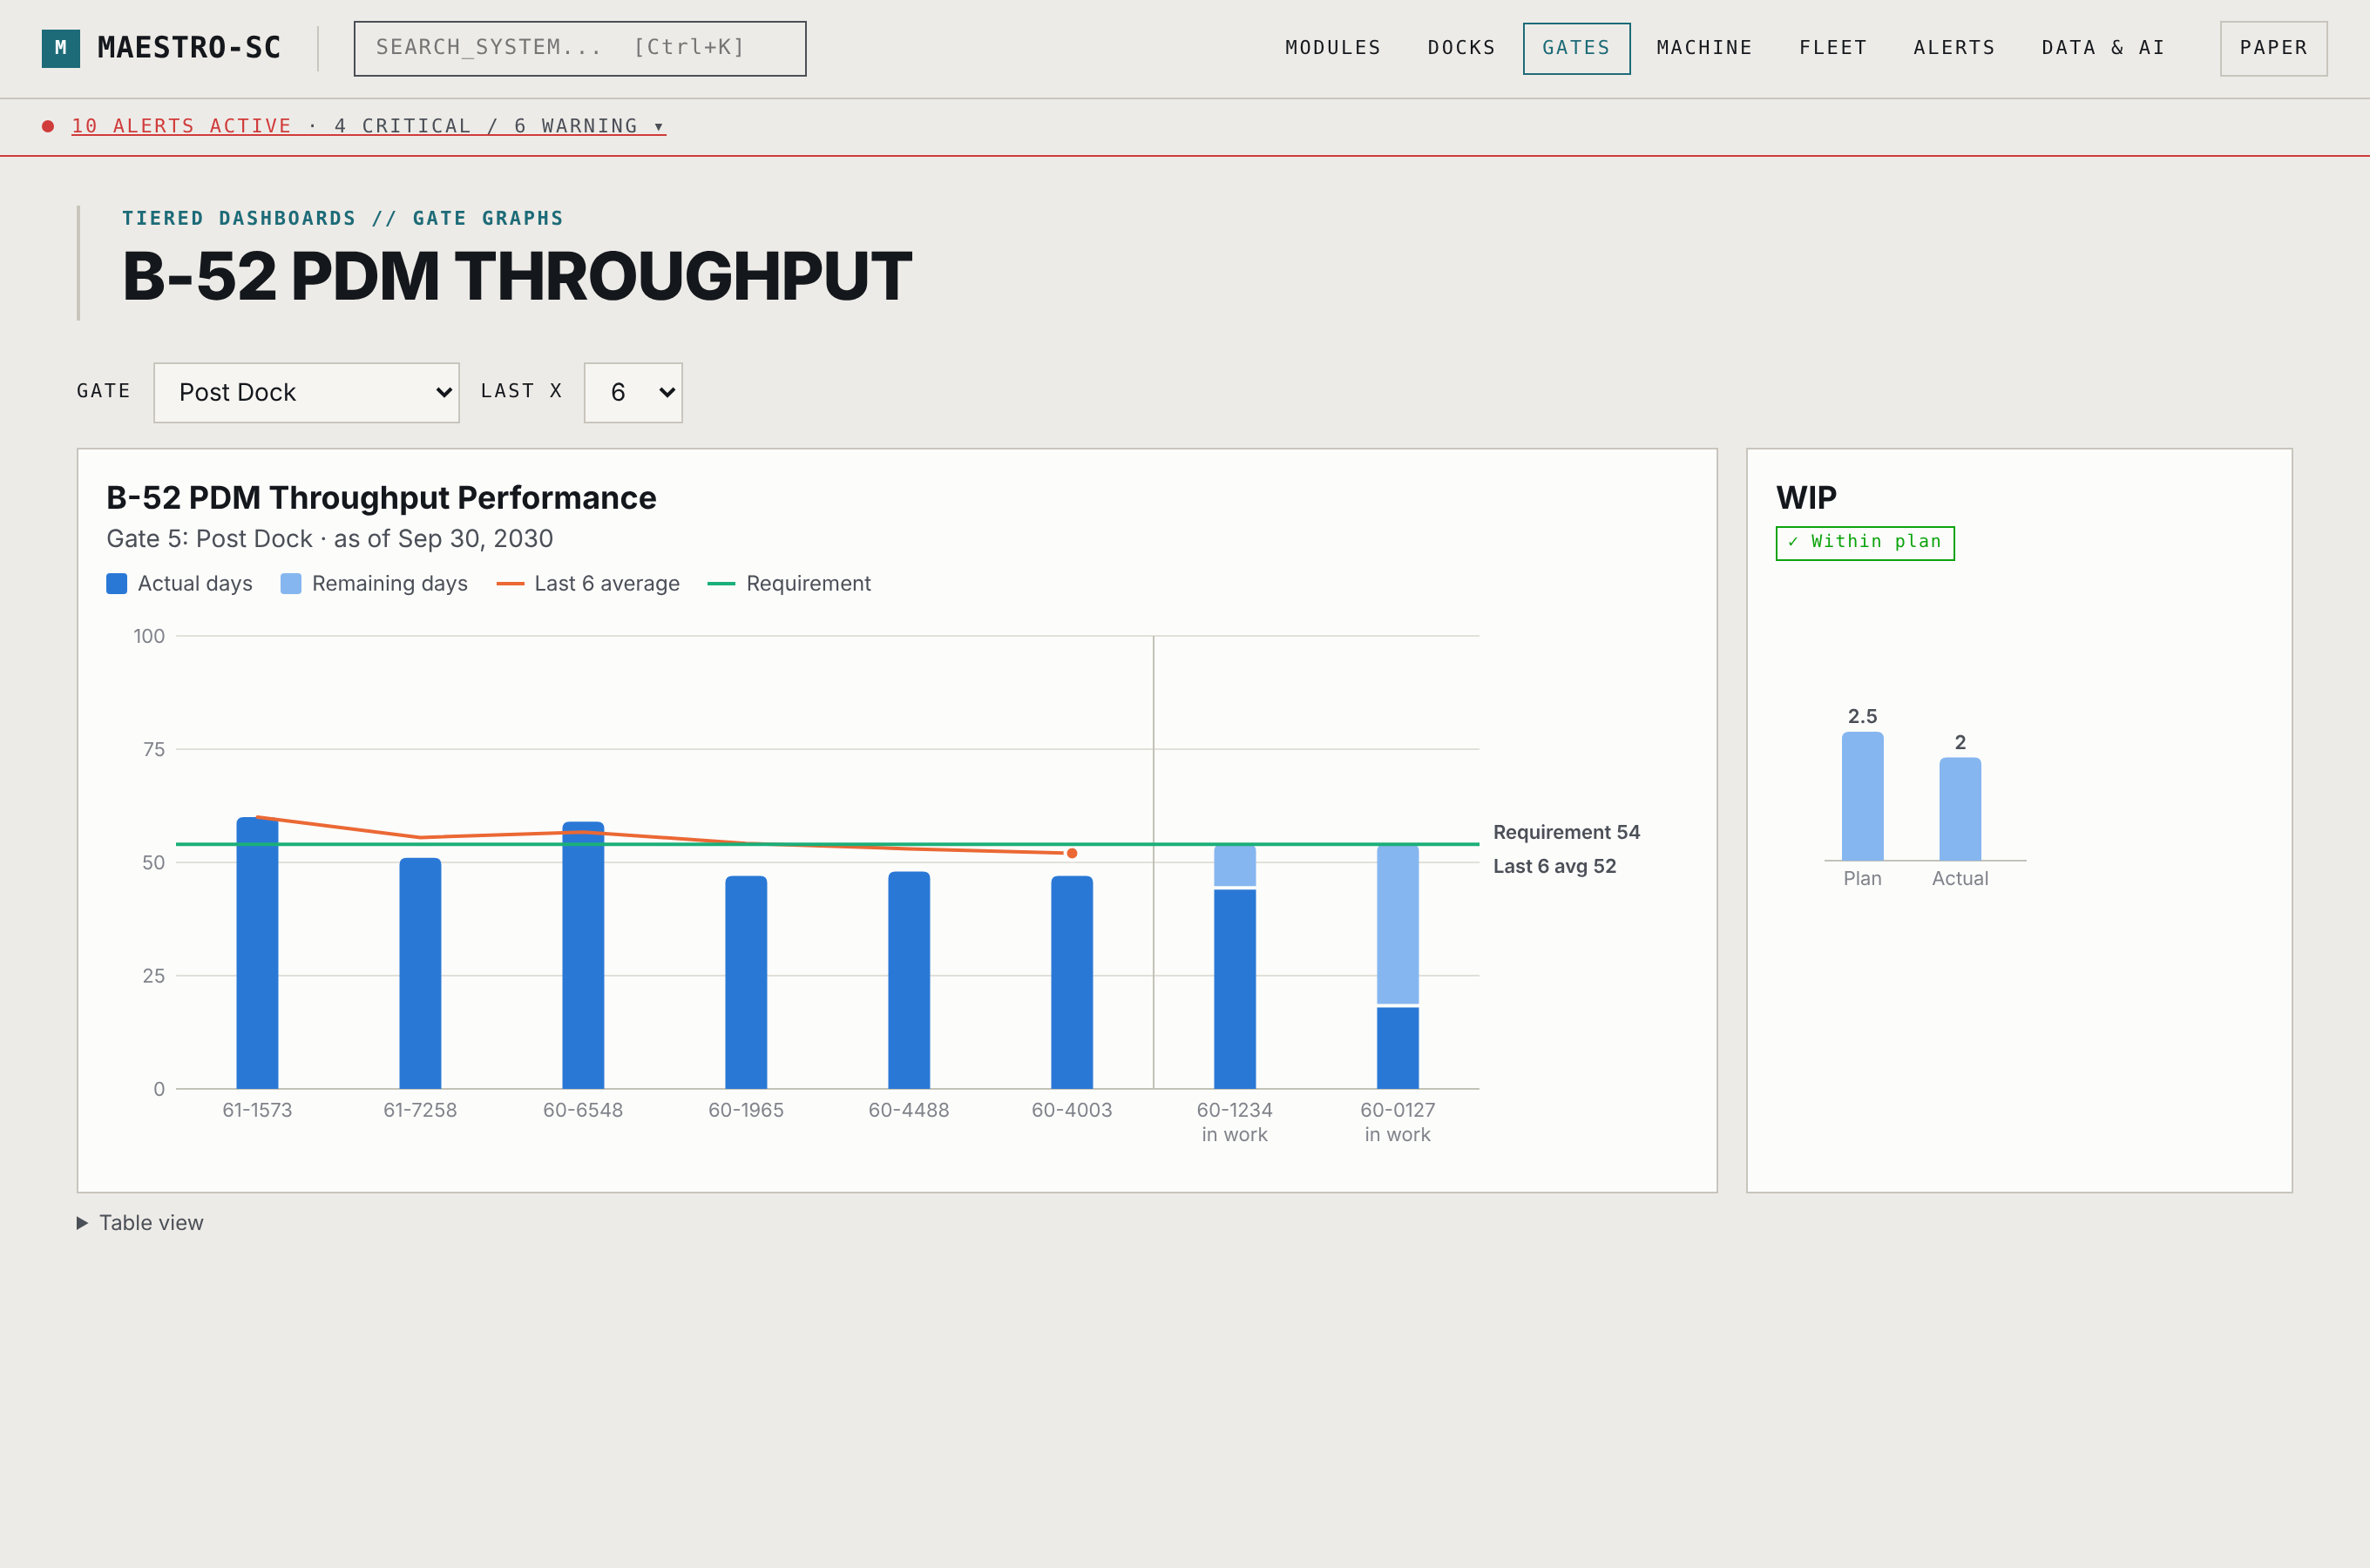 M MAESTRO-SC SEARCH_SYSTEM... [Ctrl+K] MODULES DOCKS GATES MACHINE FLEET ALERTS DATA & AI PAPER
10 ALERTS ACTIVE · 4 CRITICAL / 6 WARNING ▾
TIERED DASHBOARDS // GATE GRAPHS
B-52 PDM THROUGHPUT
GATE Post Dock LAST X 6
B-52 PDM Throughput Performance
Gate 5: Post Dock · as of Sep 30, 2030
Actual days Remaining days Last 6 average Requirement
100
75
50
25
0
Requirement 54
Last 6 avg 52
61-1573 61-7258 60-6548 60-1965 60-4488 60-4003 60-1234 60-0127
in work in work
WIP
✓ Within plan
2.5
2
Plan Actual
▶ Table view